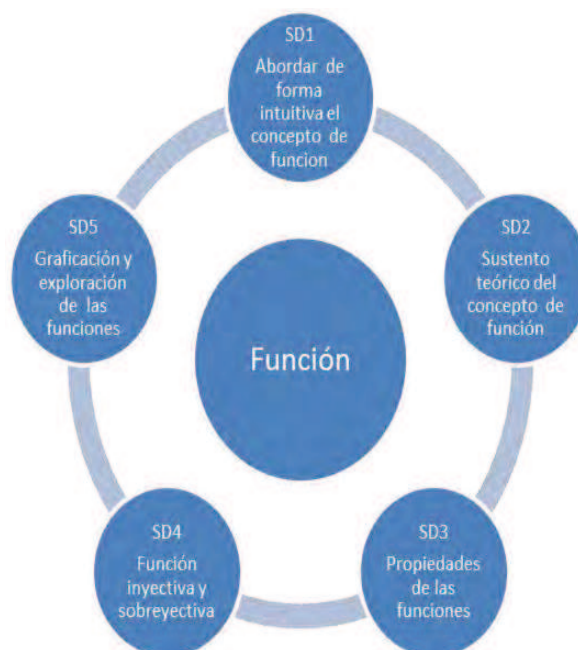 SD1
Abordar de
forma
intuitiva el
concepto de
funcion
SD2
Sustento
teórico del
concepto de
función
SD3
Propiedades
de las
funciones
SD4
Función
inyectiva y
sobreyectiva
SD5
Graficación y
exploración
de las
funciones
Función